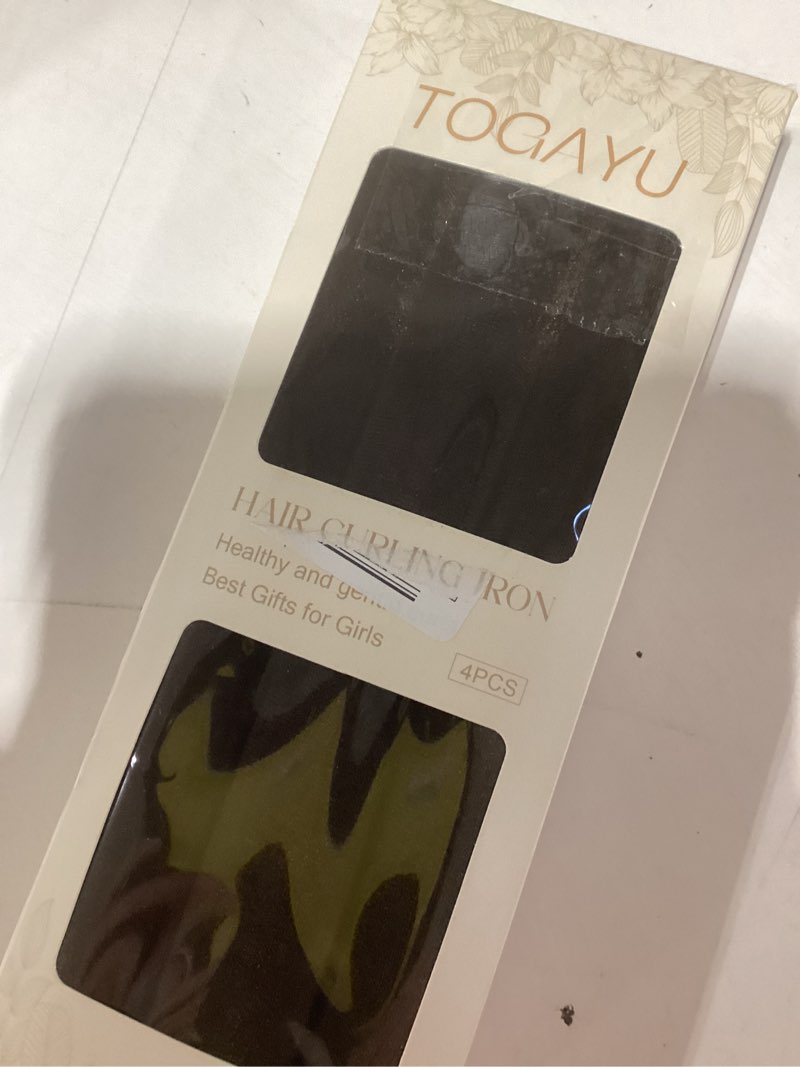 TOGAYU
HAIR CURLING IRON
Healthy and
Best Gifts for Girls
4PCS